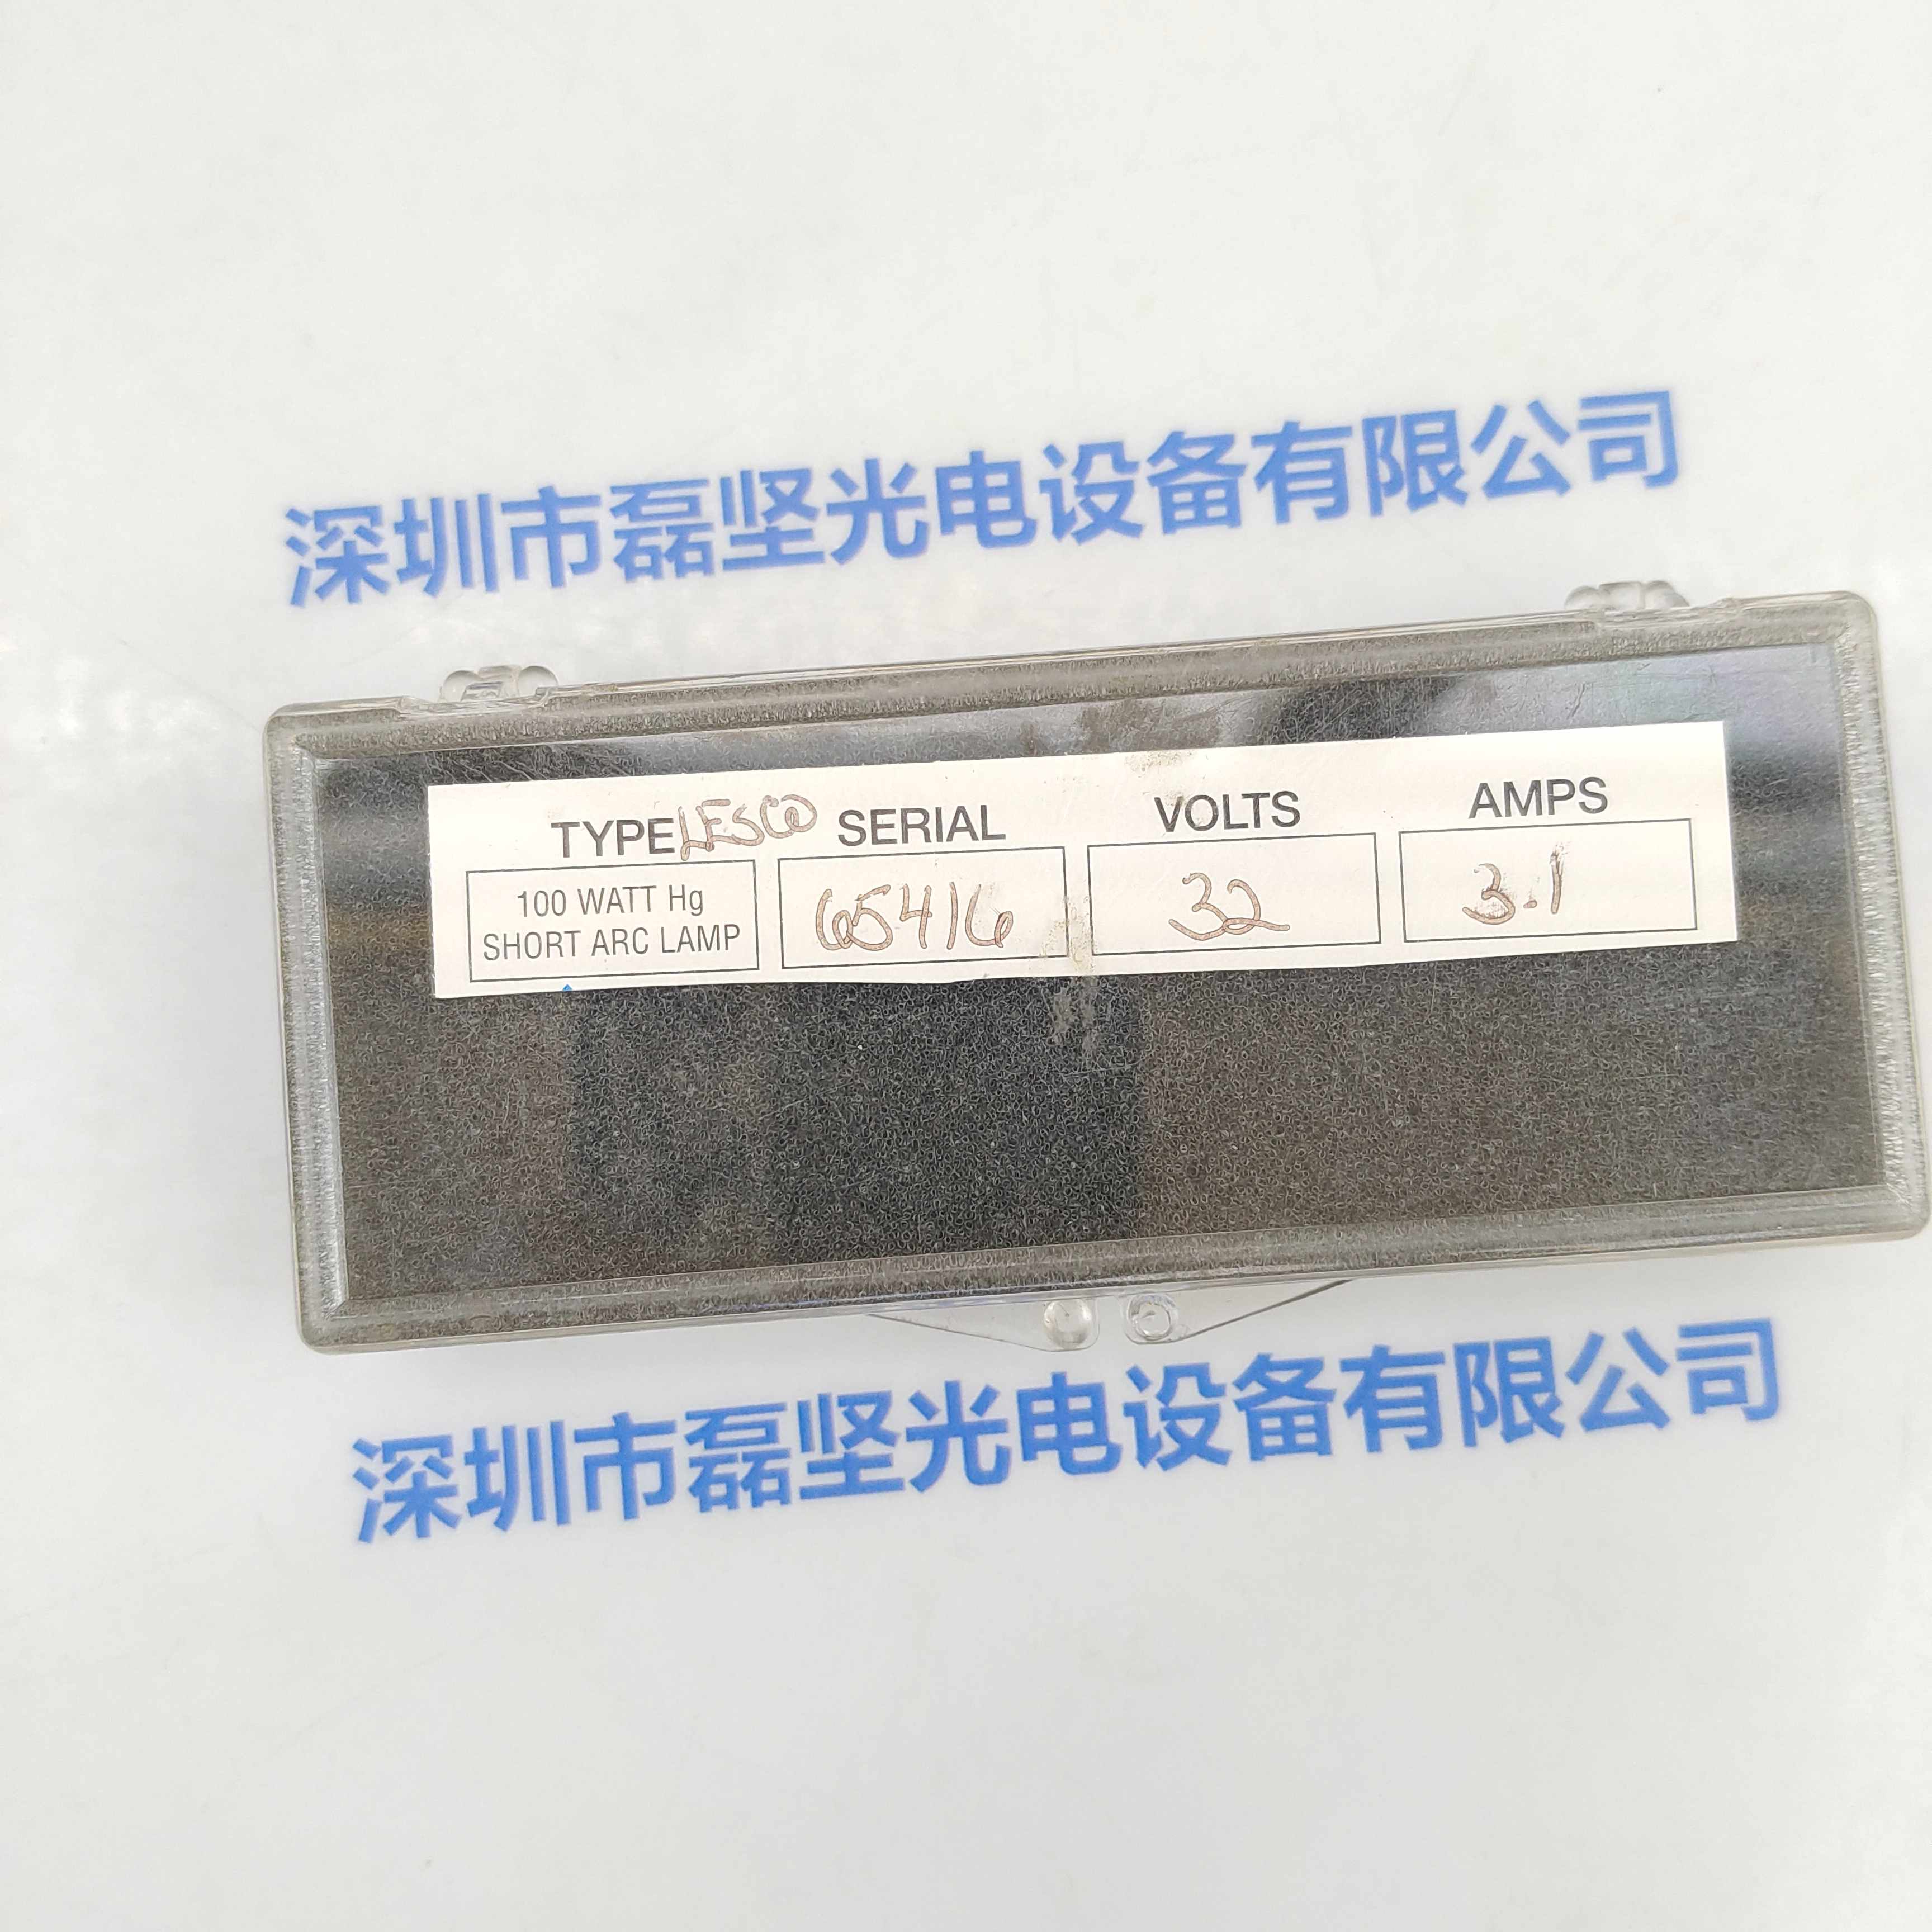 深圳市磊坚光电设备有限公司
TYPE LESCO SERIAL VOLTS AMPS
100 WATT Hg
SHORT ARC LAMP
65416 32 3.1
深圳市磊坚光电设备有限公司